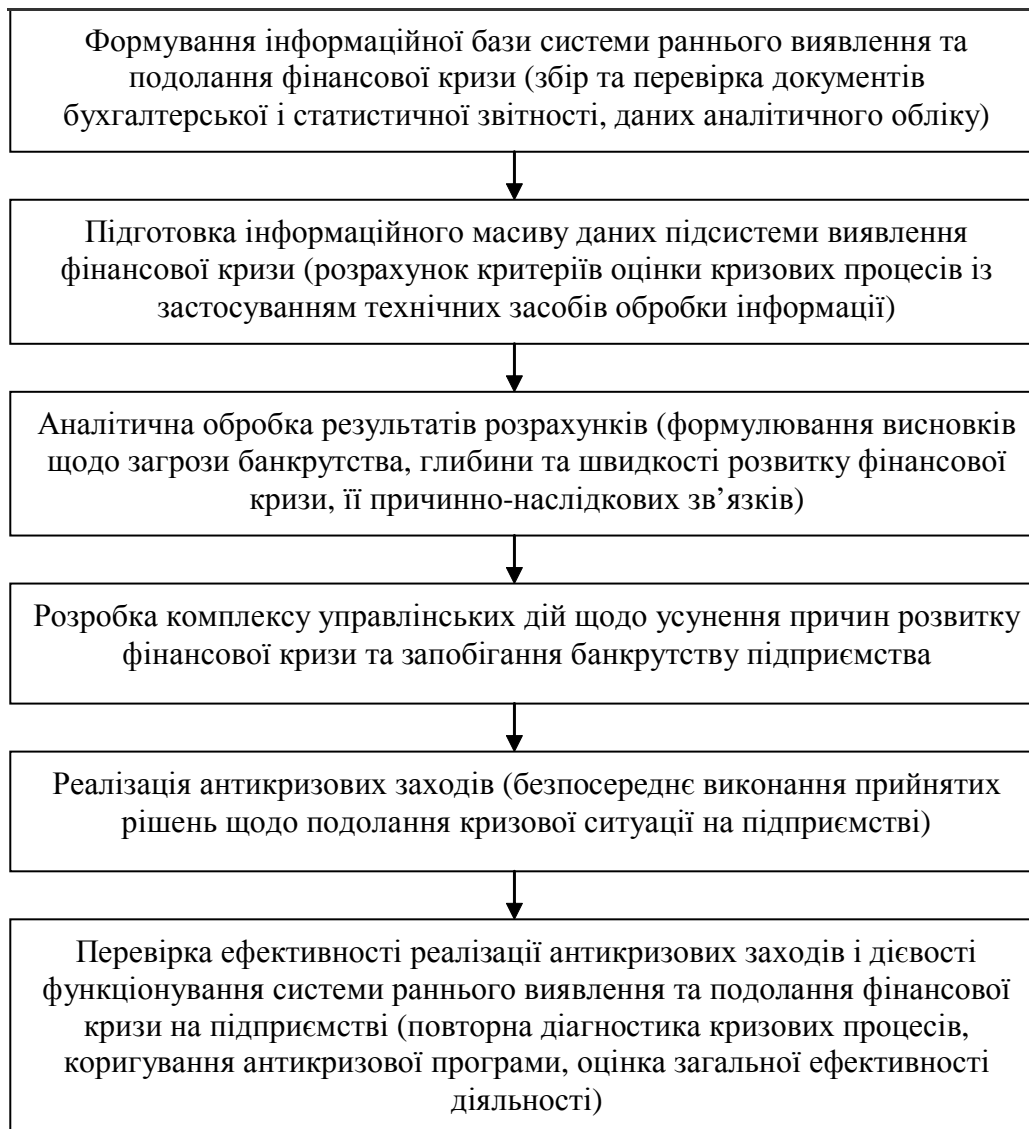 Формування інформаційної бази системи раннього виявлення та
подолання фінансової кризи (збір та перевірка документів
бухгалтерської і статистичної звітності, даних аналітичного обліку)
Підготовка інформаційного масиву даних підсистеми виявлення
фінансової кризи (розрахунок критеріїв оцінки кризових процесів із
застосуванням технічних засобів обробки інформації)
Аналітична обробка результатів розрахунків (формулювання висновків
щодо загрози банкрутства, глибини та швидкості розвитку фінансової
кризи, її причинно-наслідкових зв’язків)
Розробка комплексу управлінських дій щодо усунення причин розвитку
фінансової кризи та запобігання банкрутству підприємства
Реалізація антикризових заходів (безпосереднє виконання прийнятих
рішень щодо подолання кризової ситуації на підприємстві)
Перевірка ефективності реалізації антикризових заходів і дієвості
функціонування системи раннього виявлення та подолання фінансової
кризи на підприємстві (повторна діагностика кризових процесів,
коригування антикризової програми, оцінка загальної ефективності
діяльності)